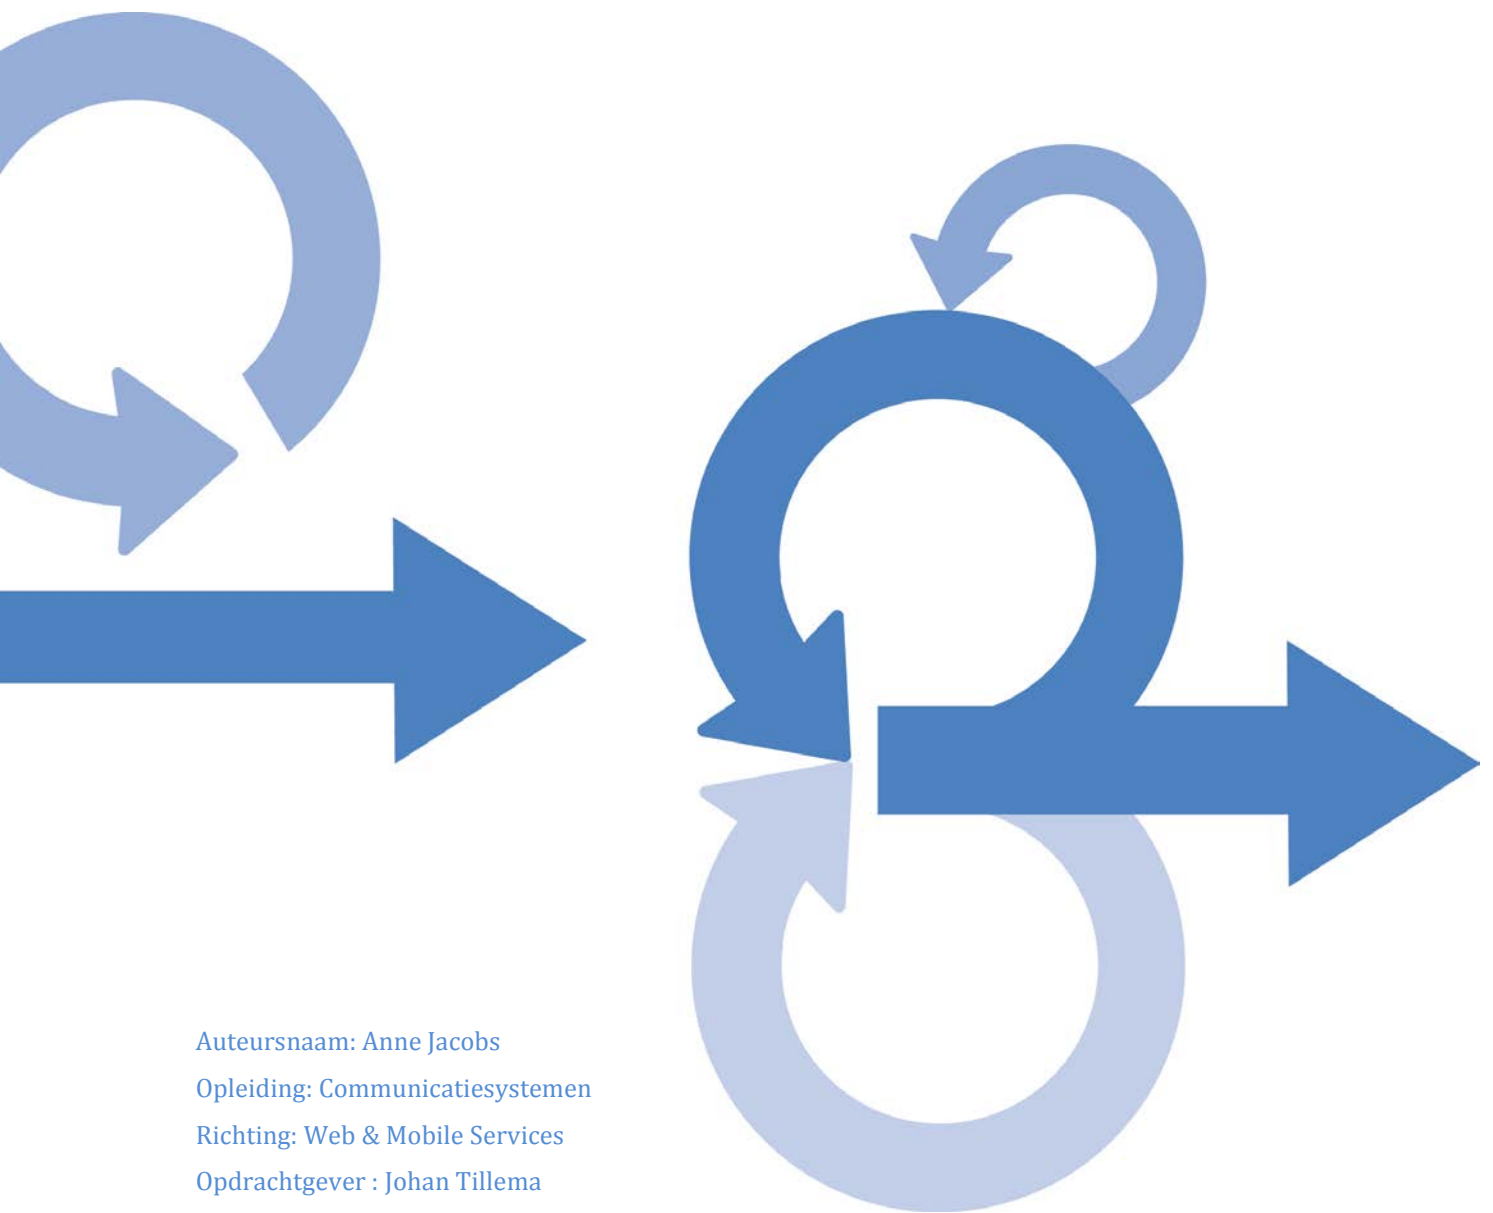 Auteursnaam: Anne Jacobs
Opleiding: Communicatiesystemen
Richting: Web & Mobile Services
Opdrachtgever : Johan Tillema